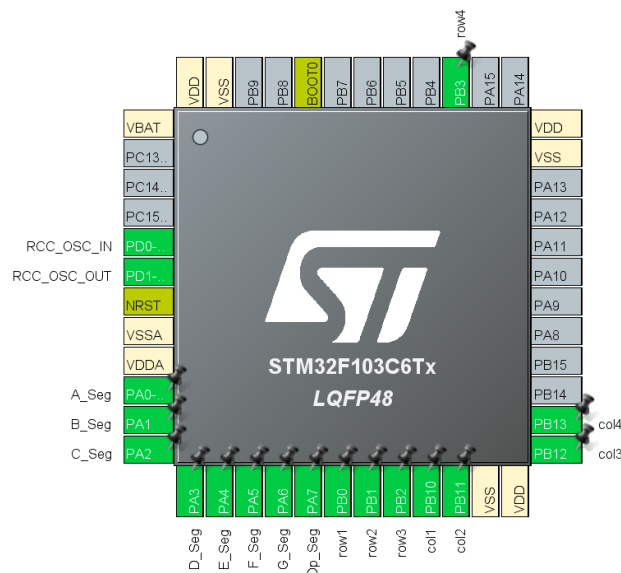 row4
VDD
VSS
PB9
PB8
BOOT0
PB7
PB6
PB5
PB4
PB3
PA15
PA14
VBAT
PC13..
PC14..
PC15..
RCC_OSC_IN PD0-..
RCC_OSC_OUT PD1-..
NRST
VSSA
VDDA
A_Seg PA0-..
B_Seg PA1
C_Seg PA2
STM32F103C6Tx
LQFP48
VDD
VSS
PA13
PA12
PA11
PA10
PA9
PA8
PB15
PB14
PB13 col4
PB12 col3
PA3
PA4
PA5
PA6
PA7
PB0
PB1
PB2
PB10
PB11
VSS
VDD
D_Seg
E_Seg
F_Seg
G_Seg
Dp_Seg
row1
row2
row3
col1
col2